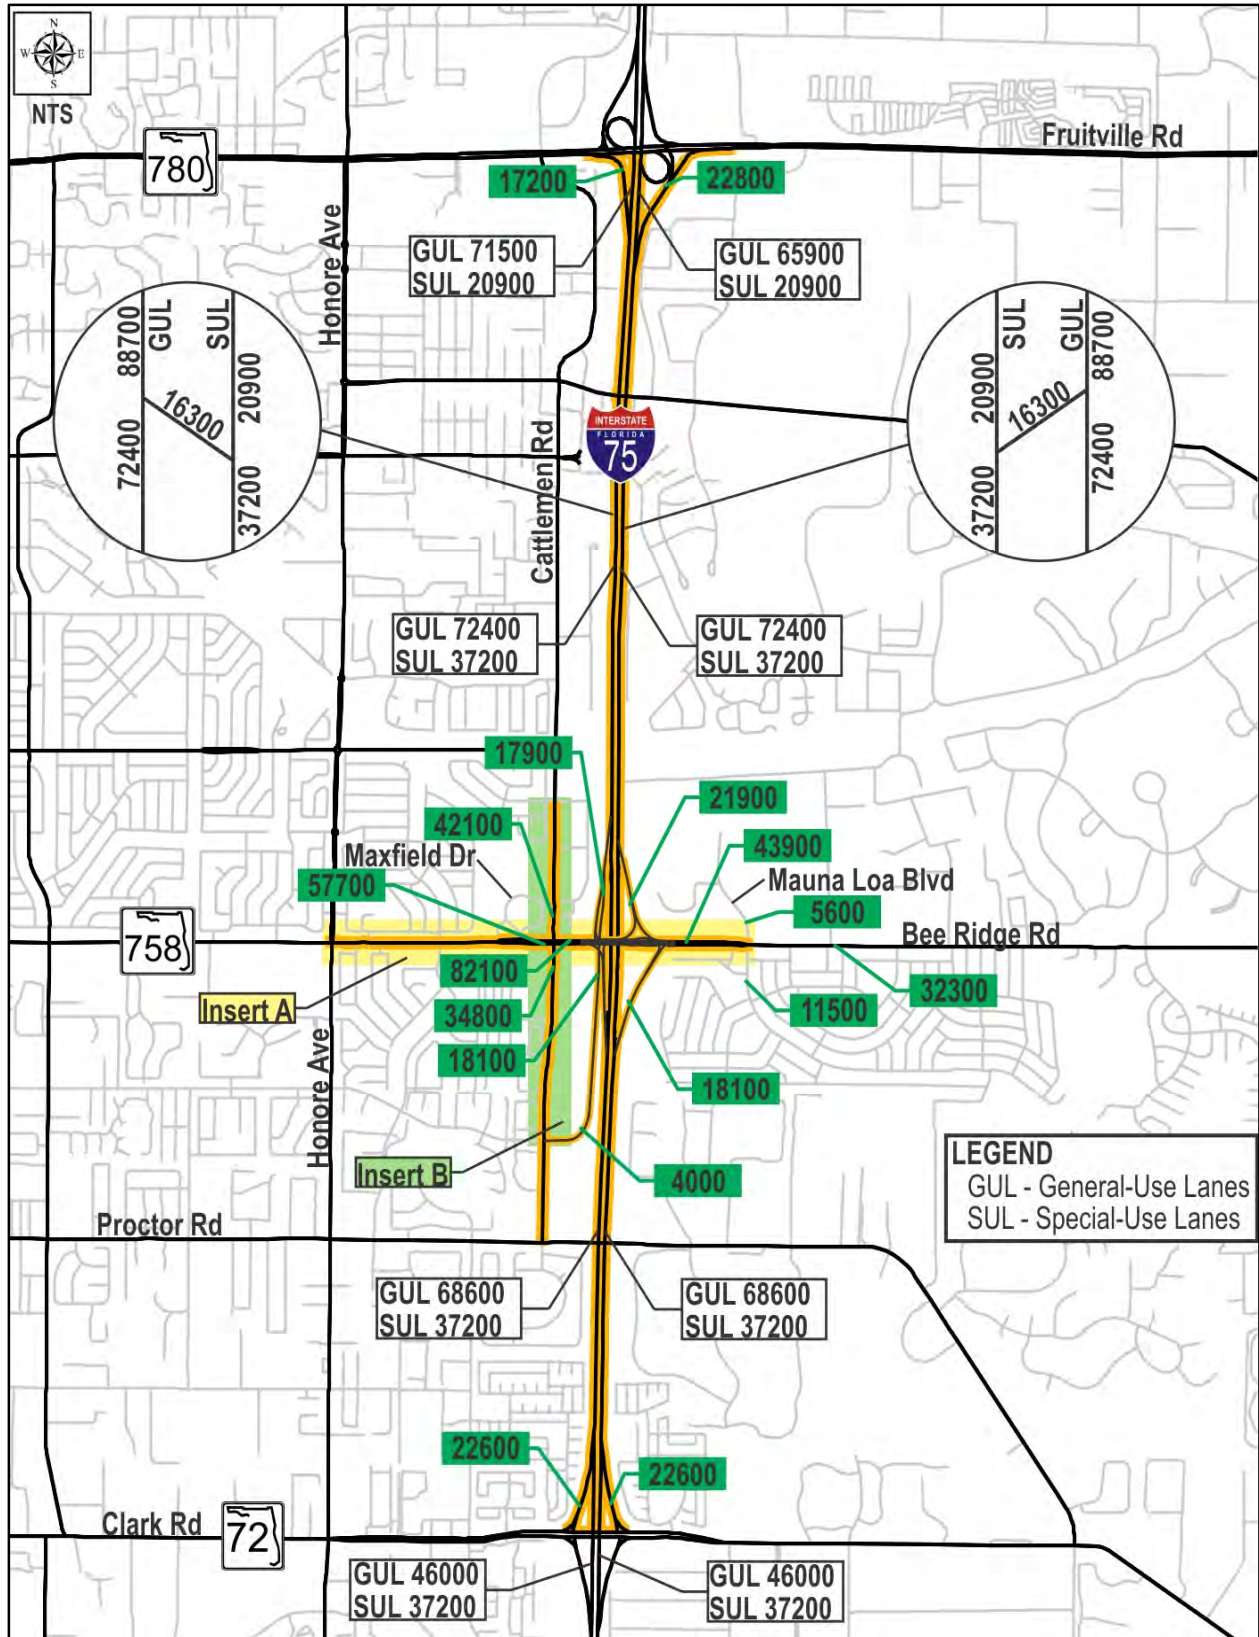 N
W E
S
NTS
780
Fruitville Rd
17200
22800
Honore Ave
GUL 71500
SUL 20900
GUL 65900
SUL 20900
88700
GUL
SUL
20900
16300
72400
37200
20900
SUL
GUL
88700
16300
37200
72400
INTERSTATE
FLORIDA
75
Cattlemen Rd
GUL 72400
SUL 37200
GUL 72400
SUL 37200
17900
21900
42100
43900
Maxfield Dr
57700
Mauna Loa Blvd
5600
758
Bee Ridge Rd
82100
32300
Insert A
34800
11500
18100
18100
Honore Ave
Insert B
4000
LEGEND
GUL - General-Use Lanes
SUL - Special-Use Lanes
Proctor Rd
GUL 68600
SUL 37200
GUL 68600
SUL 37200
22600
22600
Clark Rd
72
GUL 46000
SUL 37200
GUL 46000
SUL 37200